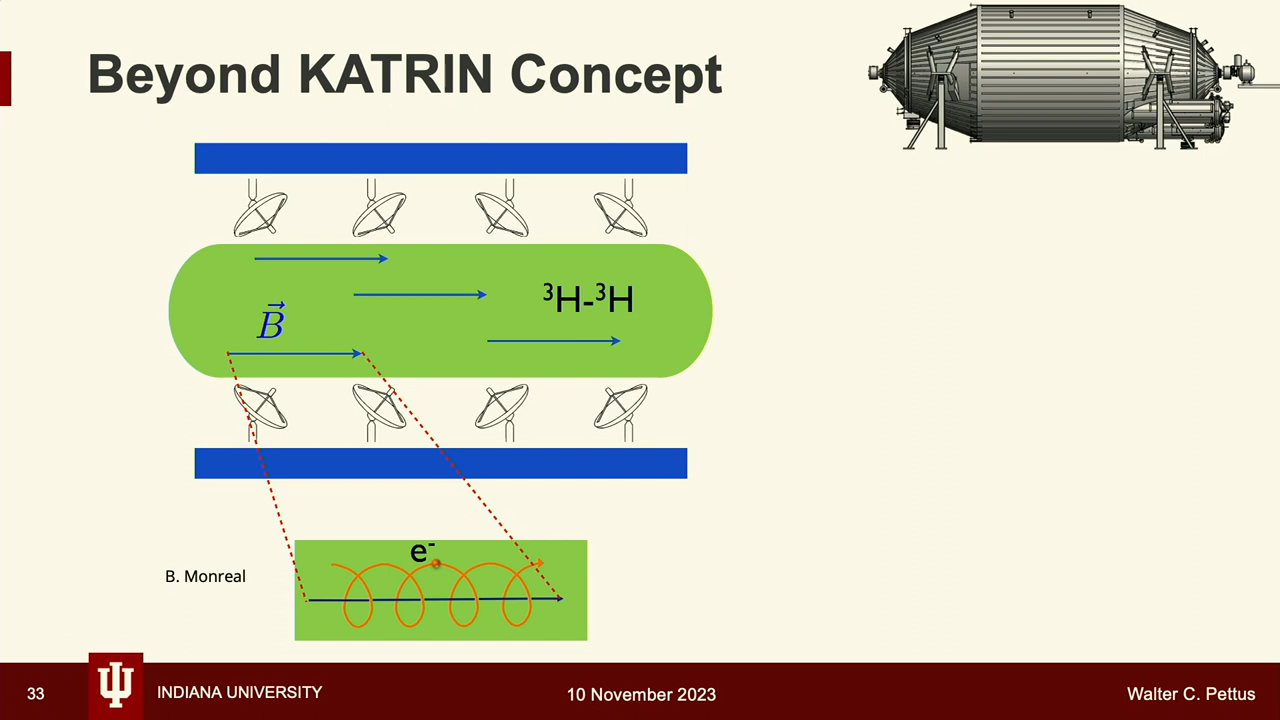 Beyond KATRIN Concept
³H-³H
B⃗
e⁻
B. Monreal
33
INDIANA UNIVERSITY
10 November 2023
Walter C. Pettus